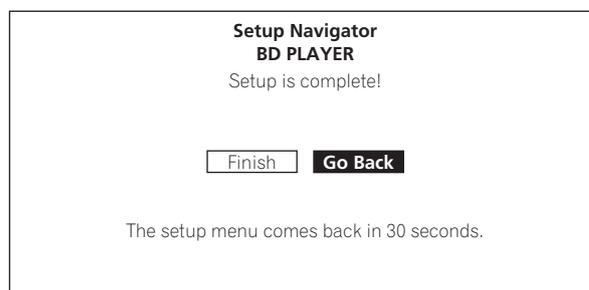 Setup Navigator
BD PLAYER
Setup is complete!
Finish Go Back
The setup menu comes back in 30 seconds.